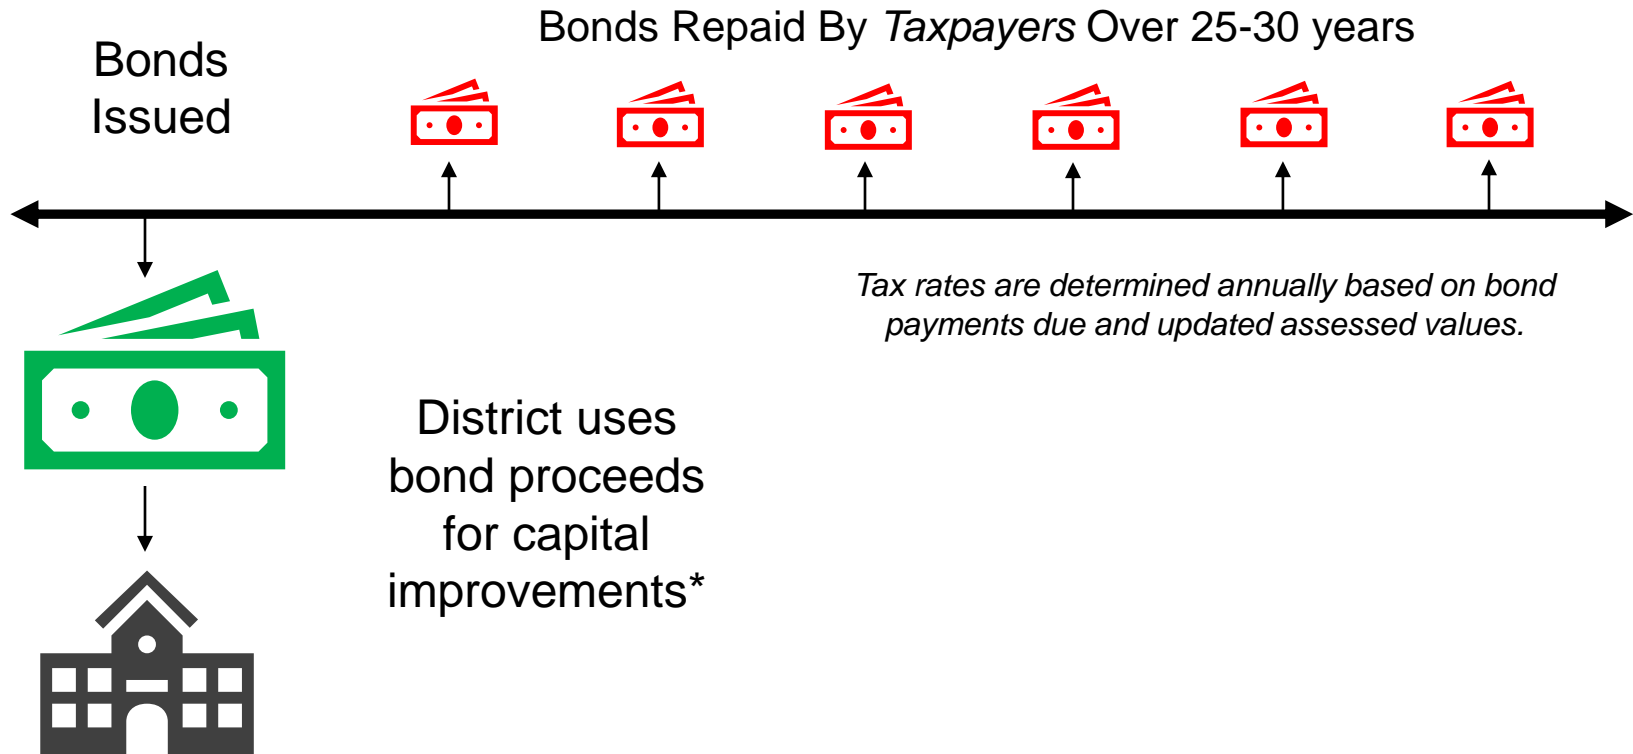 Bonds Repaid By Taxpayers Over 25-30 years
Bonds
Issued
Tax rates are determined annually based on bond
payments due and updated assessed values.
District uses
bond proceeds
for capital
improvements*